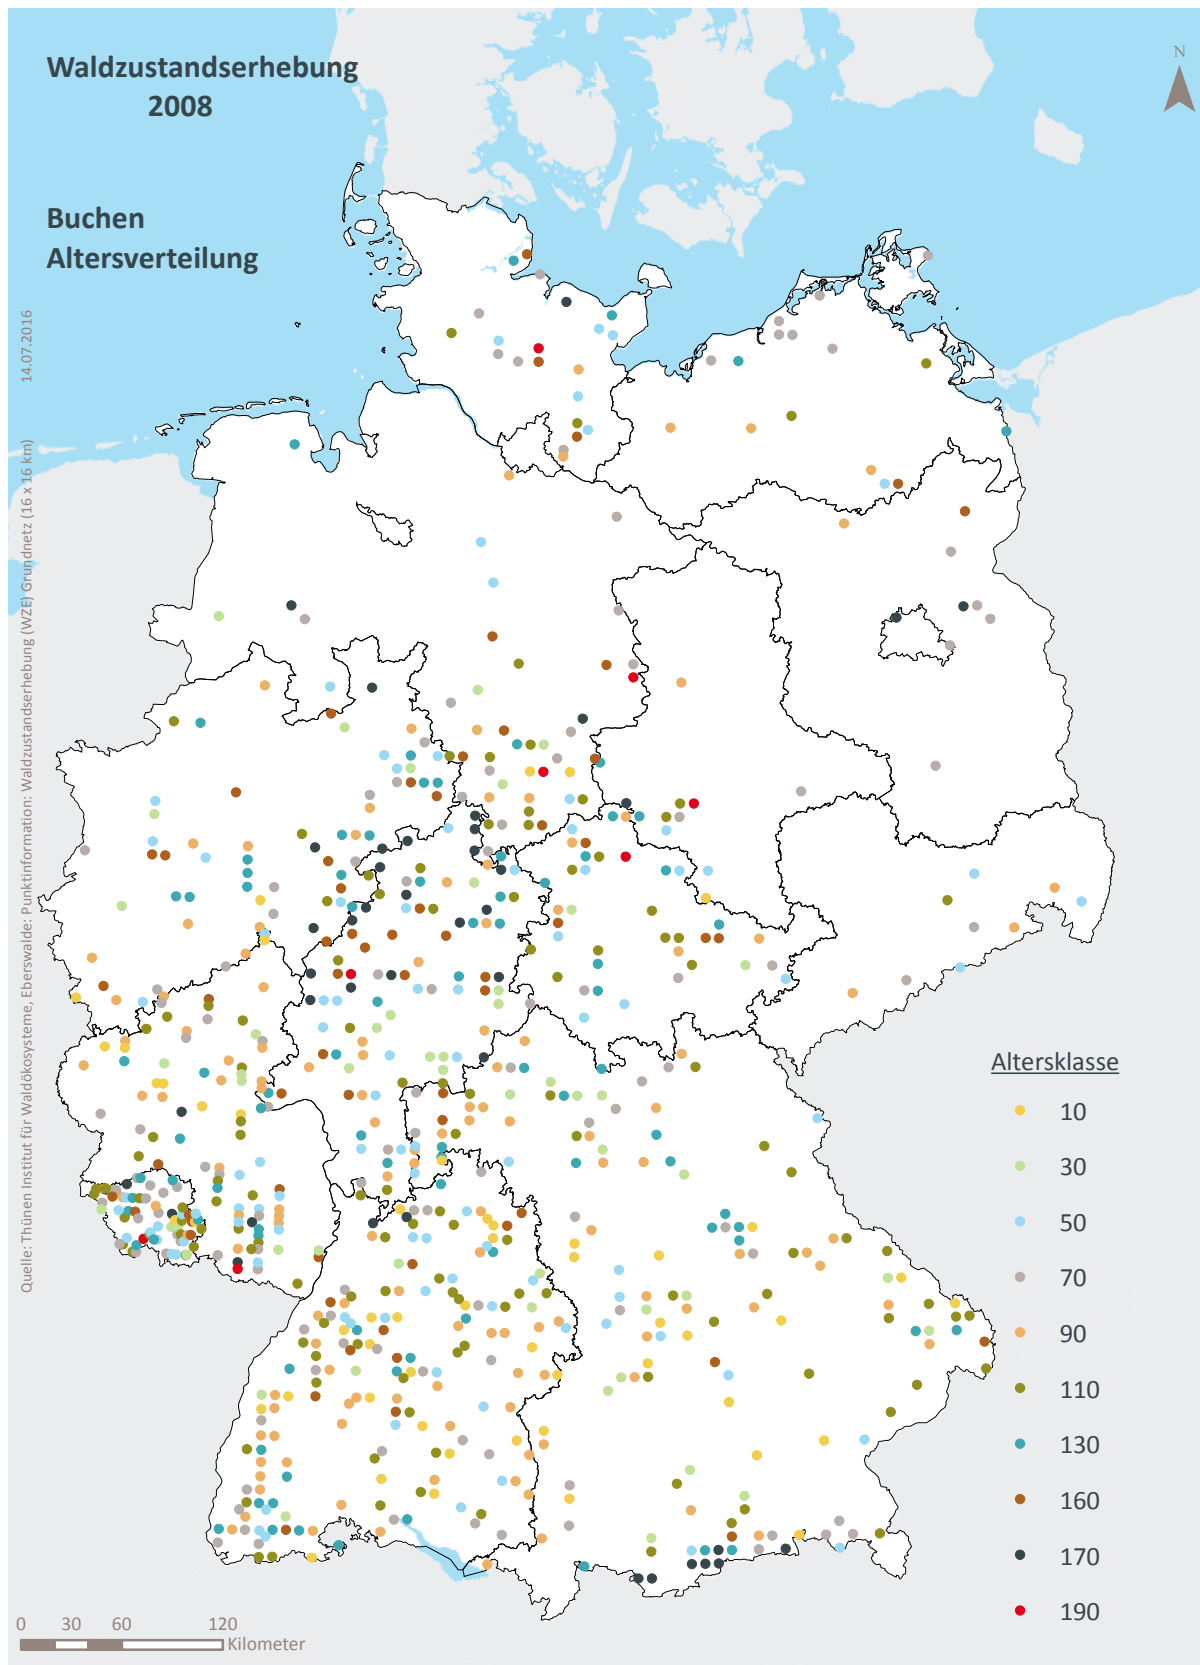 Waldzustandserhebung
2008
N
Buchen
Altersverteilung
Quelle: Thünen Institut für Waldökosysteme, Eberswalde: Punktinformation: Waldzustandserhebung (WZE) Grundnetz (16 x 16 km) 14.07.2016
Altersklasse
10
30
50
70
90
110
130
160
170
190
0 30 60 120
Kilometer